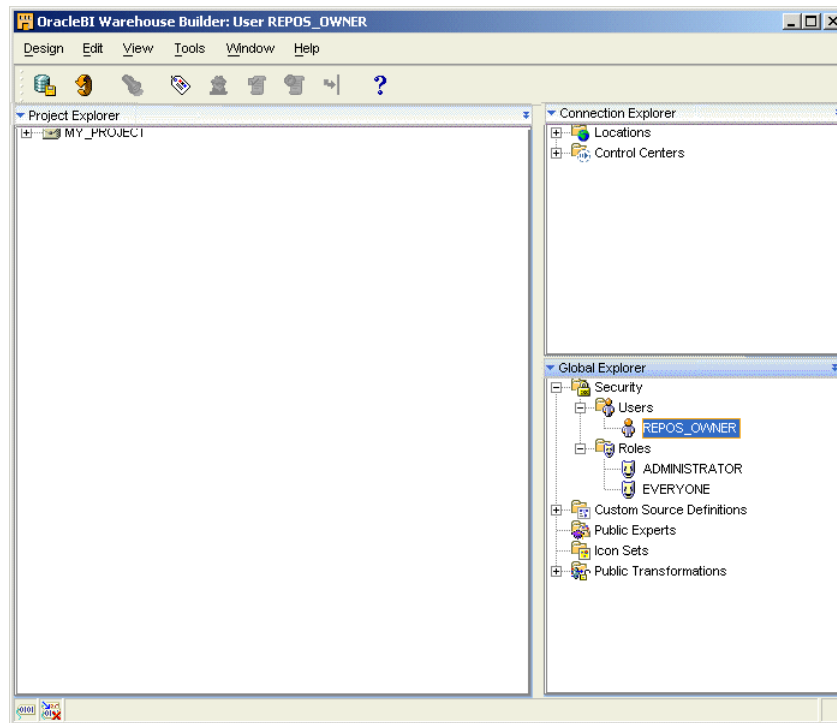 OracleBI Warehouse Builder: User REPOS_OWNER
Design Edit View Tools Window Help
?
Project Explorer
MY_PROJECT
Connection Explorer
Locations
Control Centers
Global Explorer
Security
Users
REPOS_OWNER
Roles
ADMINISTRATOR
EVERYONE
Custom Source Definitions
Public Experts
Icon Sets
Public Transformations